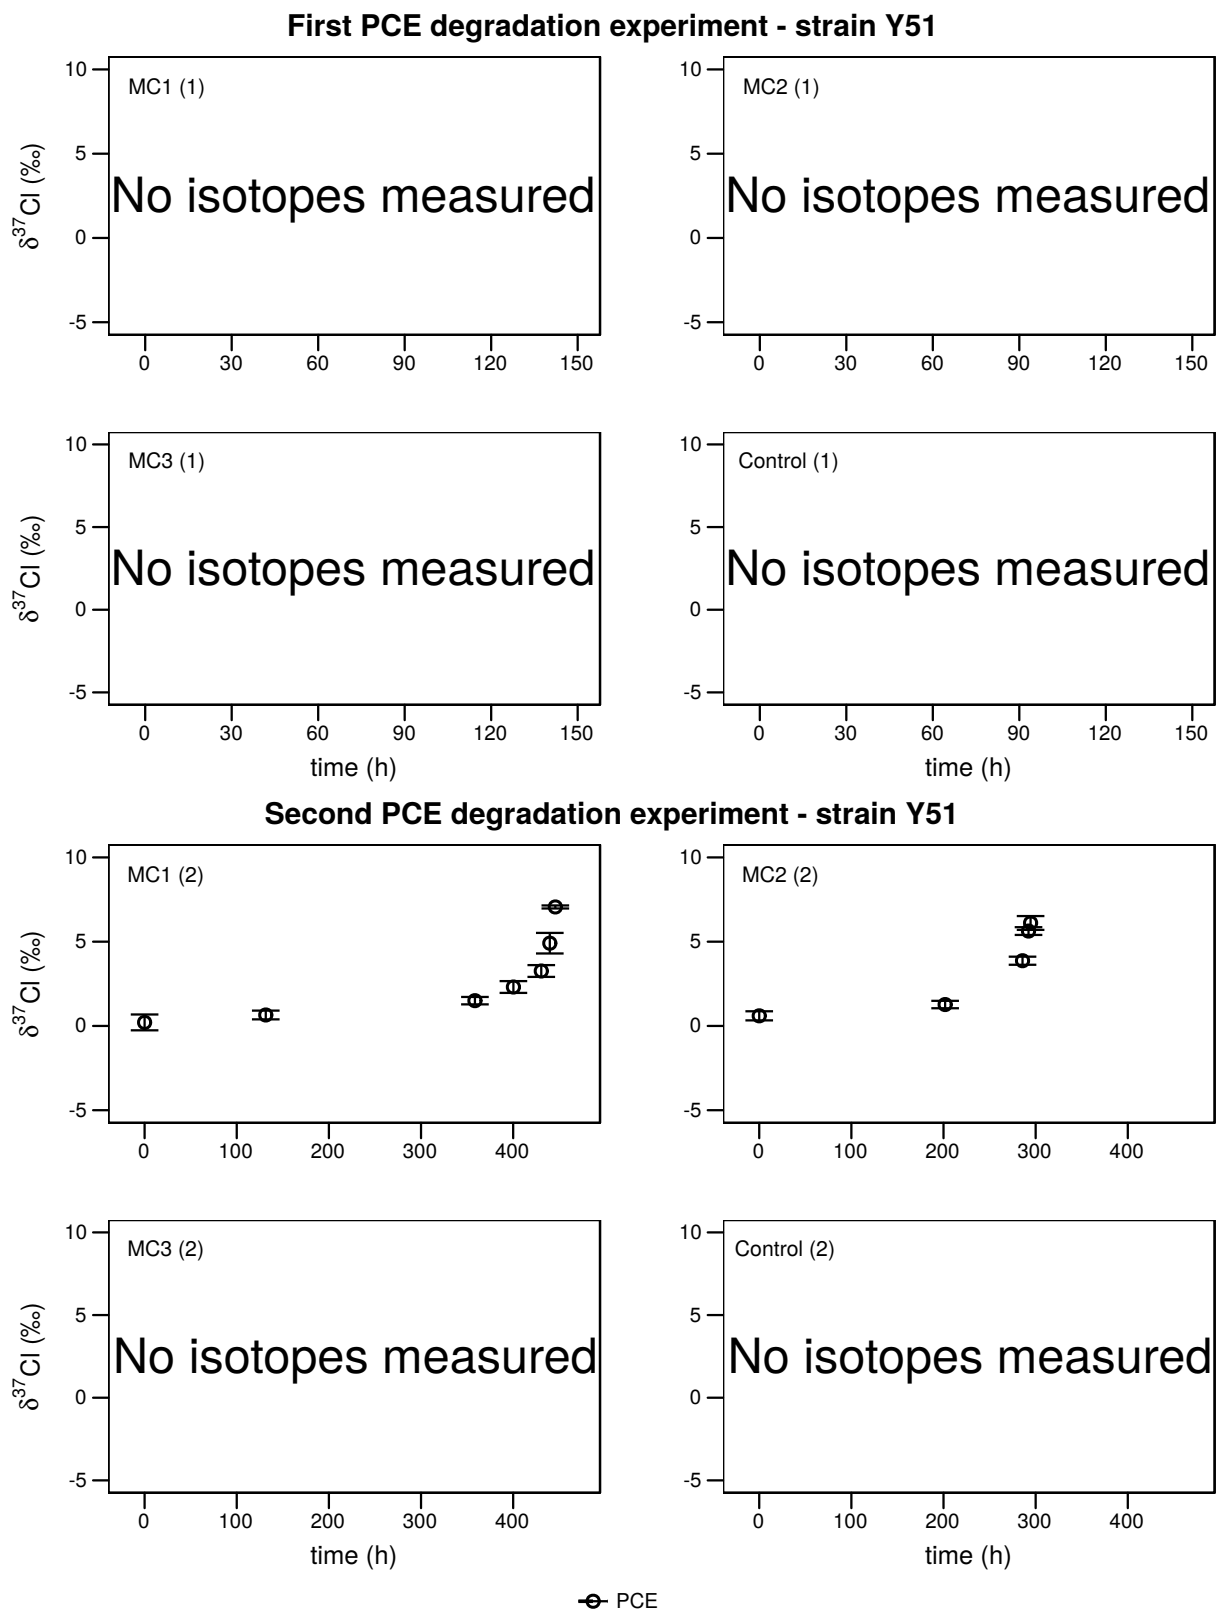 First PCE degradation experiment - strain Y51
MC1 (1)
No isotopes measured
δ³⁷Cl (‰)
10
5
0
-5
0 30 60 90 120 150
MC2 (1)
No isotopes measured
10
5
0
-5
0 30 60 90 120 150
MC3 (1)
No isotopes measured
δ³⁷Cl (‰)
10
5
0
-5
0 30 60 90 120 150
time (h)
Control (1)
No isotopes measured
10
5
0
-5
0 30 60 90 120 150
time (h)
Second PCE degradation experiment - strain Y51
MC1 (2)
δ³⁷Cl (‰)
10
5
0
-5
0 100 200 300 400
MC2 (2)
10
5
0
-5
0 100 200 300 400
MC3 (2)
No isotopes measured
δ³⁷Cl (‰)
10
5
0
-5
0 100 200 300 400
time (h)
Control (2)
No isotopes measured
10
5
0
-5
0 100 200 300 400
time (h)
PCE